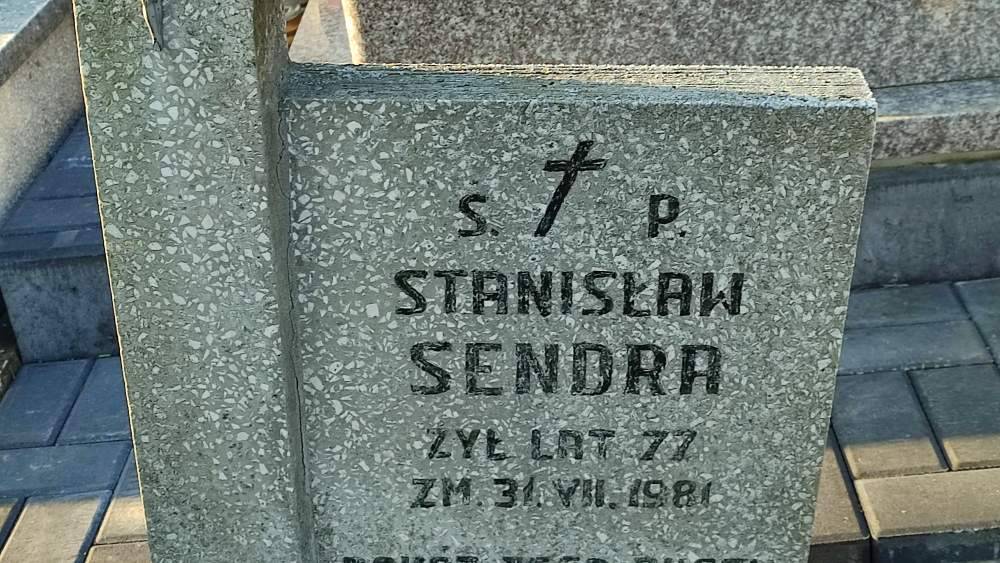 S. P.
STANISŁAW
SENDRA
ŻYŁ LAT 77
ZM. 31. VII. 1981